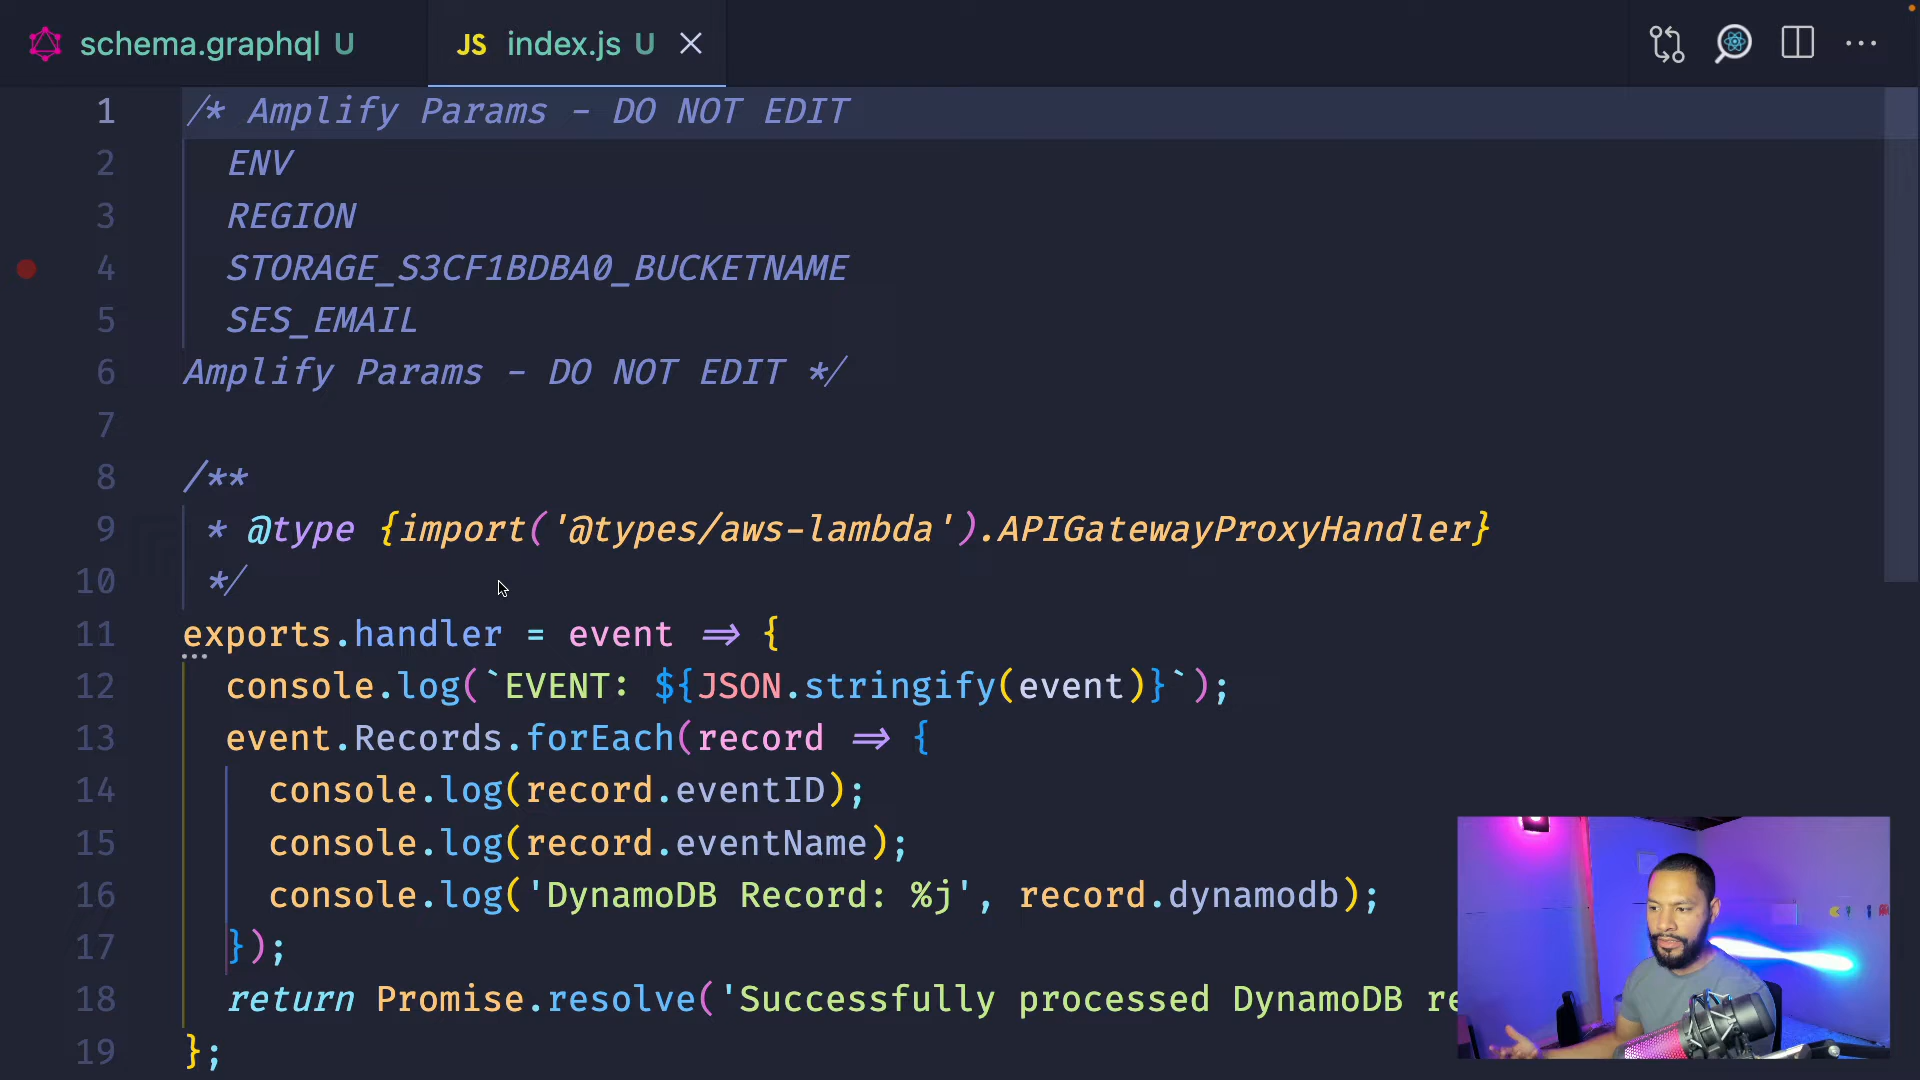 schema.graphql U
JS index.js U
1 /* Amplify Params - DO NOT EDIT
2 ENV
3 REGION
4 STORAGE_S3CF1BDBA0_BUCKETNAME
5 SES_EMAIL
6 Amplify Params - DO NOT EDIT */
7
8 /**
9 * @type {import('@types/aws-lambda').APIGatewayProxyHandler}
10 */
11 exports.handler = event => {
12 console.log(`EVENT: ${JSON.stringify(event)}`);
13 event.Records.forEach(record => {
14 console.log(record.eventID);
15 console.log(record.eventName);
16 console.log('DynamoDB Record: %j', record.dynamodb);
17 });
18 return Promise.resolve('Successfully processed DynamoDB re
19 };